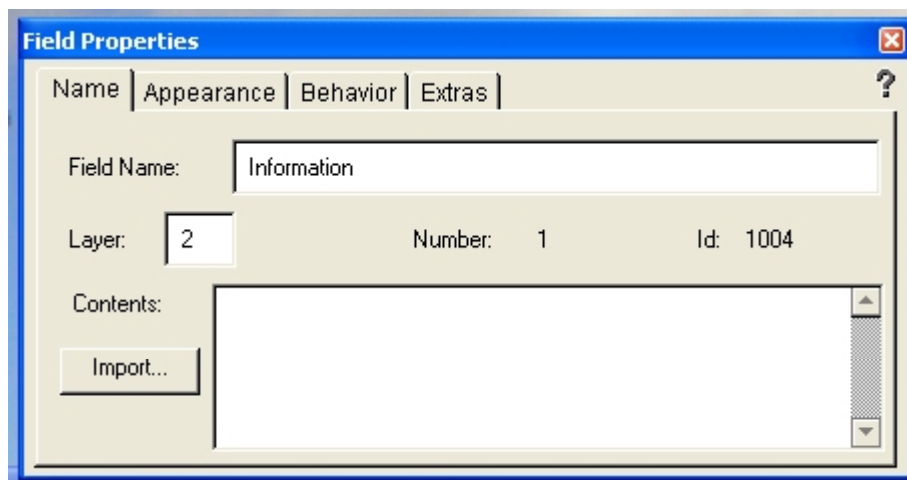 Field Properties
Name Appearance Behavior Extras ?
Field Name: Information
Layer: 2 Number: 1 Id: 1004
Contents:
Import...